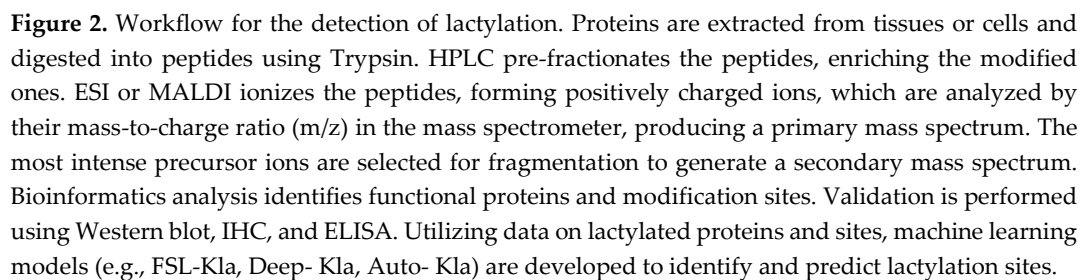 Figure 2. Workflow for the detection of lactylation. Proteins are extracted from tissues or cells and
digested into peptides using Trypsin. HPLC pre-fractionates the peptides, enriching the modified
ones. ESI or MALDI ionizes the peptides, forming positively charged ions, which are analyzed by
their mass-to-charge ratio (m/z) in the mass spectrometer, producing a primary mass spectrum. The
most intense precursor ions are selected for fragmentation to generate a secondary mass spectrum.
Bioinformatics analysis identifies functional proteins and modification sites. Validation is performed
using Western blot, IHC, and ELISA. Utilizing data on lactylated proteins and sites, machine learning
models (e.g., FSL-Kla, Deep- Kla, Auto- Kla) are developed to identify and predict lactylation sites.